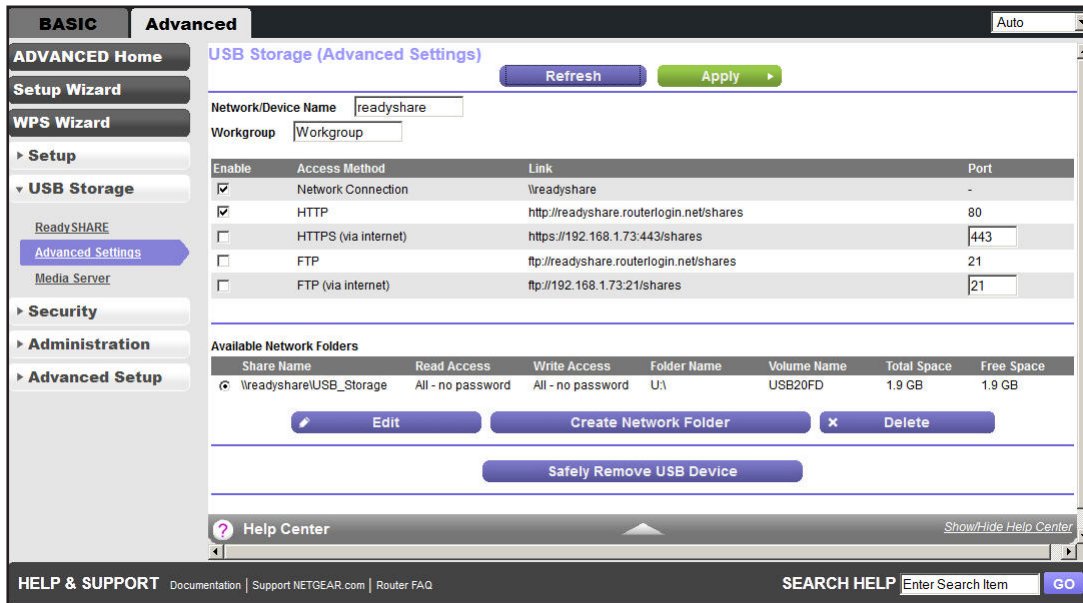 BASIC Advanced Auto
ADVANCED Home
Setup Wizard
WPS Wizard
Setup
USB Storage
ReadySHARE
Advanced Settings
Media Server
Security
Administration
Advanced Setup
USB Storage (Advanced Settings)
Refresh Apply
Network/Device Name readyshare
Workgroup Workgroup
Enable Access Method Link Port
Network Connection \\readyshare -
HTTP http://readyshare.routerlogin.net/shares 80
HTTPS (via internet) https://192.168.1.73:443/shares 443
FTP ftp://readyshare.routerlogin.net/shares 21
FTP (via internet) ftp://192.168.1.73:21/shares 21
Available Network Folders
Share Name Read Access Write Access Folder Name Volume Name Total Space Free Space
\\readyshare\USB_Storage All - no password All - no password U:\ USB20FD 1.9 GB 1.9 GB
Edit Create Network Folder Delete
Safely Remove USB Device
? Help Center Show/Hide Help Center
HELP & SUPPORT Documentation | Support NETGEAR.com | Router FAQ SEARCH HELP Enter Search Item GO